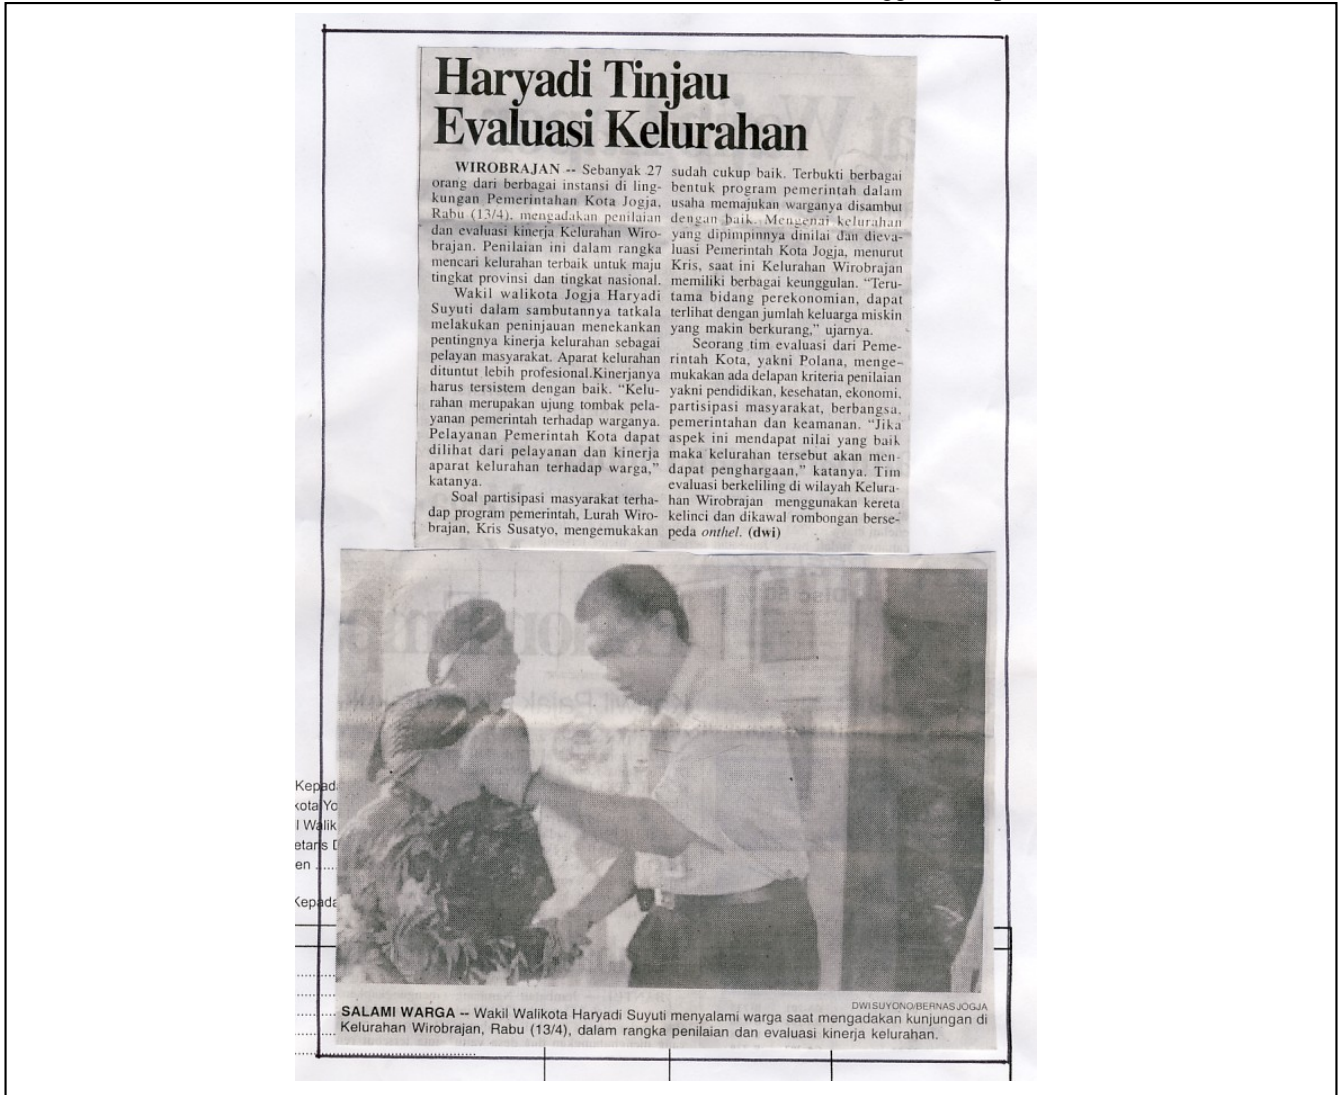 Haryadi Tinjau
Evaluasi Kelurahan
WIROBRAJAN -- Sebanyak 27
orang dari berbagai instansi di ling-
kungan Pemerintahan Kota Jogja,
Rabu (13/4), mengadakan penilaian
dan evaluasi kinerja Kelurahan Wiro-
brajan. Penilaian ini dalam rangka
mencari kelurahan terbaik untuk maju
tingkat provinsi dan tingkat nasional.
Wakil walikota Jogja Haryadi
Suyuti dalam sambutannya tatkala
melakukan peninjauan menekankan
pentingnya kinerja kelurahan sebagai
pelayan masyarakat. Aparat kelurahan
dituntut lebih profesional.Kinerjanya
harus tersistem dengan baik. “Kelu-
rahan merupakan ujung tombak pela-
yanan pemerintah terhadap warganya.
Pelayanan Pemerintah Kota dapat
dilihat dari pelayanan dan kinerja
aparat kelurahan terhadap warga,”
katanya.
Soal partisipasi masyarakat terha-
dap program pemerintah, Lurah Wiro-
brajan, Kris Susatyo, mengemukakan
sudah cukup baik. Terbukti berbagai
bentuk program pemerintah dalam
usaha memajukan warganya disambut
dengan baik. Mengenai kelurahan
yang dipimpinnya dinilai dan dieva-
luasi Pemerintah Kota Jogja, menurut
Kris, saat ini Kelurahan Wirobrajan
memiliki berbagai keunggulan. “Teru-
tama bidang perekonomian, dapat
terlihat dengan jumlah keluarga miskin
yang makin berkurang,” ujarnya.
Seorang tim evaluasi dari Peme-
rintah Kota, yakni Polana, menge-
mukakan ada delapan kriteria penilaian
yakni pendidikan, kesehatan, ekonomi,
partisipasi masyarakat, berbangsa,
pemerintahan dan keamanan. “Jika
aspek ini mendapat nilai yang baik
maka kelurahan tersebut akan men-
dapat penghargaan,” katanya. Tim
evaluasi berkeliling di wilayah Kelura-
han Wirobrajan menggunakan kereta
kelinci dan dikawal rombongan berse-
peda onthel. (dwi)
Kepad
kota Yo
l Walik
etaris D
en .....
Kepada
DWI SUYONO/BERNAS JOGJA
SALAMI WARGA -- Wakil Walikota Haryadi Suyuti menyalami warga saat mengadakan kunjungan di
Kelurahan Wirobrajan, Rabu (13/4), dalam rangka penilaian dan evaluasi kinerja kelurahan.